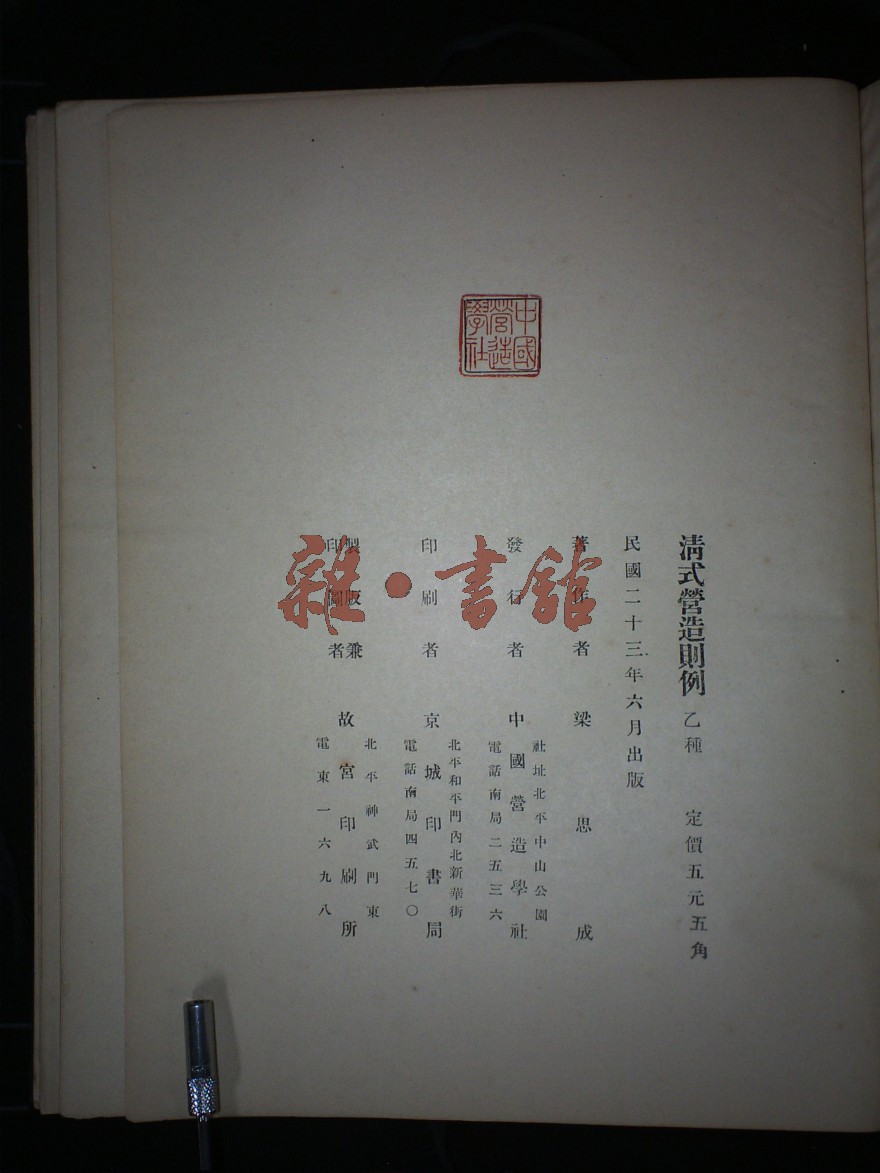 中國
營造
學社
清式營造則例 乙種 定價五元五角
民國二十三年六月出版
著作者 梁思成
發行者 中國營造學社
社址北平中山公園
電話南局二五三六
印刷者 京城印書局
北平和平門內北新華街
電話南局四五七〇
製版兼印圖者 故宮印刷所
北平神武門東
電東一六九八
雜·書館